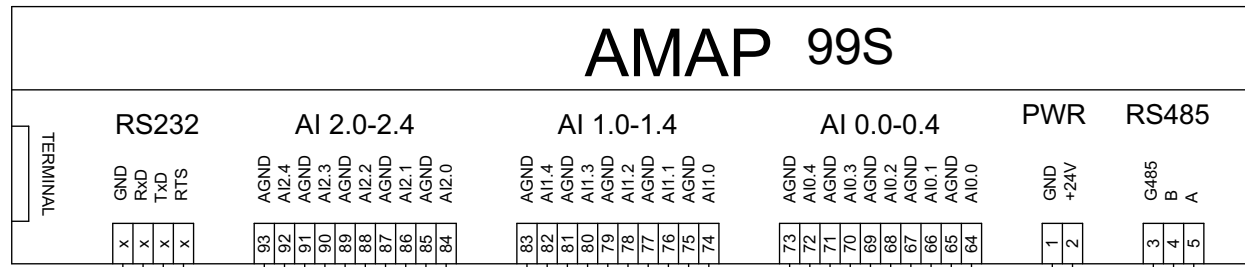 AMAP 99S
TERMINAL
RS232
GND
RxD
TxD
RTS
x x x x
AI 2.0-2.4
AGND
AI2.4
AGND
AI2.3
AGND
AI2.2
AGND
AI2.1
AGND
AI2.0
93 92 91 90 89 88 87 86 85 84
AI 1.0-1.4
AGND
AI1.4
AGND
AI1.3
AGND
AI1.2
AGND
AI1.1
AGND
AI1.0
83 82 81 80 79 78 77 76 75 74
AI 0.0-0.4
AGND
AI0.4
AGND
AI0.3
AGND
AI0.2
AGND
AI0.1
AGND
AI0.0
73 72 71 70 69 68 67 66 65 64
PWR
GND
+24V
1 2
RS485
G485
B
A
3 4 5